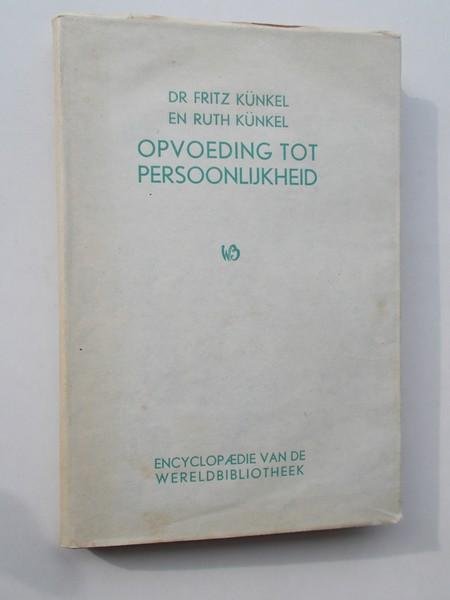 DR FRITZ KÜNKEL
EN RUTH KÜNKEL
OPVOEDING TOT
PERSOONLIJKHEID
WB
ENCYCLOPÆDIE VAN DE
WERELDBIBLIOTHEEK